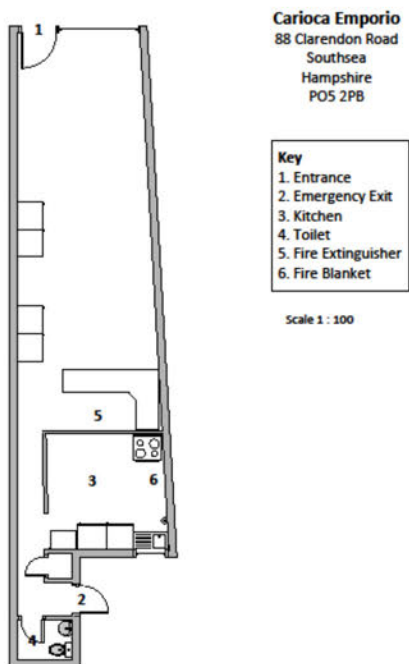 1
Carioca Emporio
88 Clarendon Road
Southsea
Hampshire
PO5 2PB
Key
1. Entrance
2. Emergency Exit
3. Kitchen
4. Toilet
5. Fire Extinguisher
6. Fire Blanket
Scale 1 : 100
5
3
6
2
4